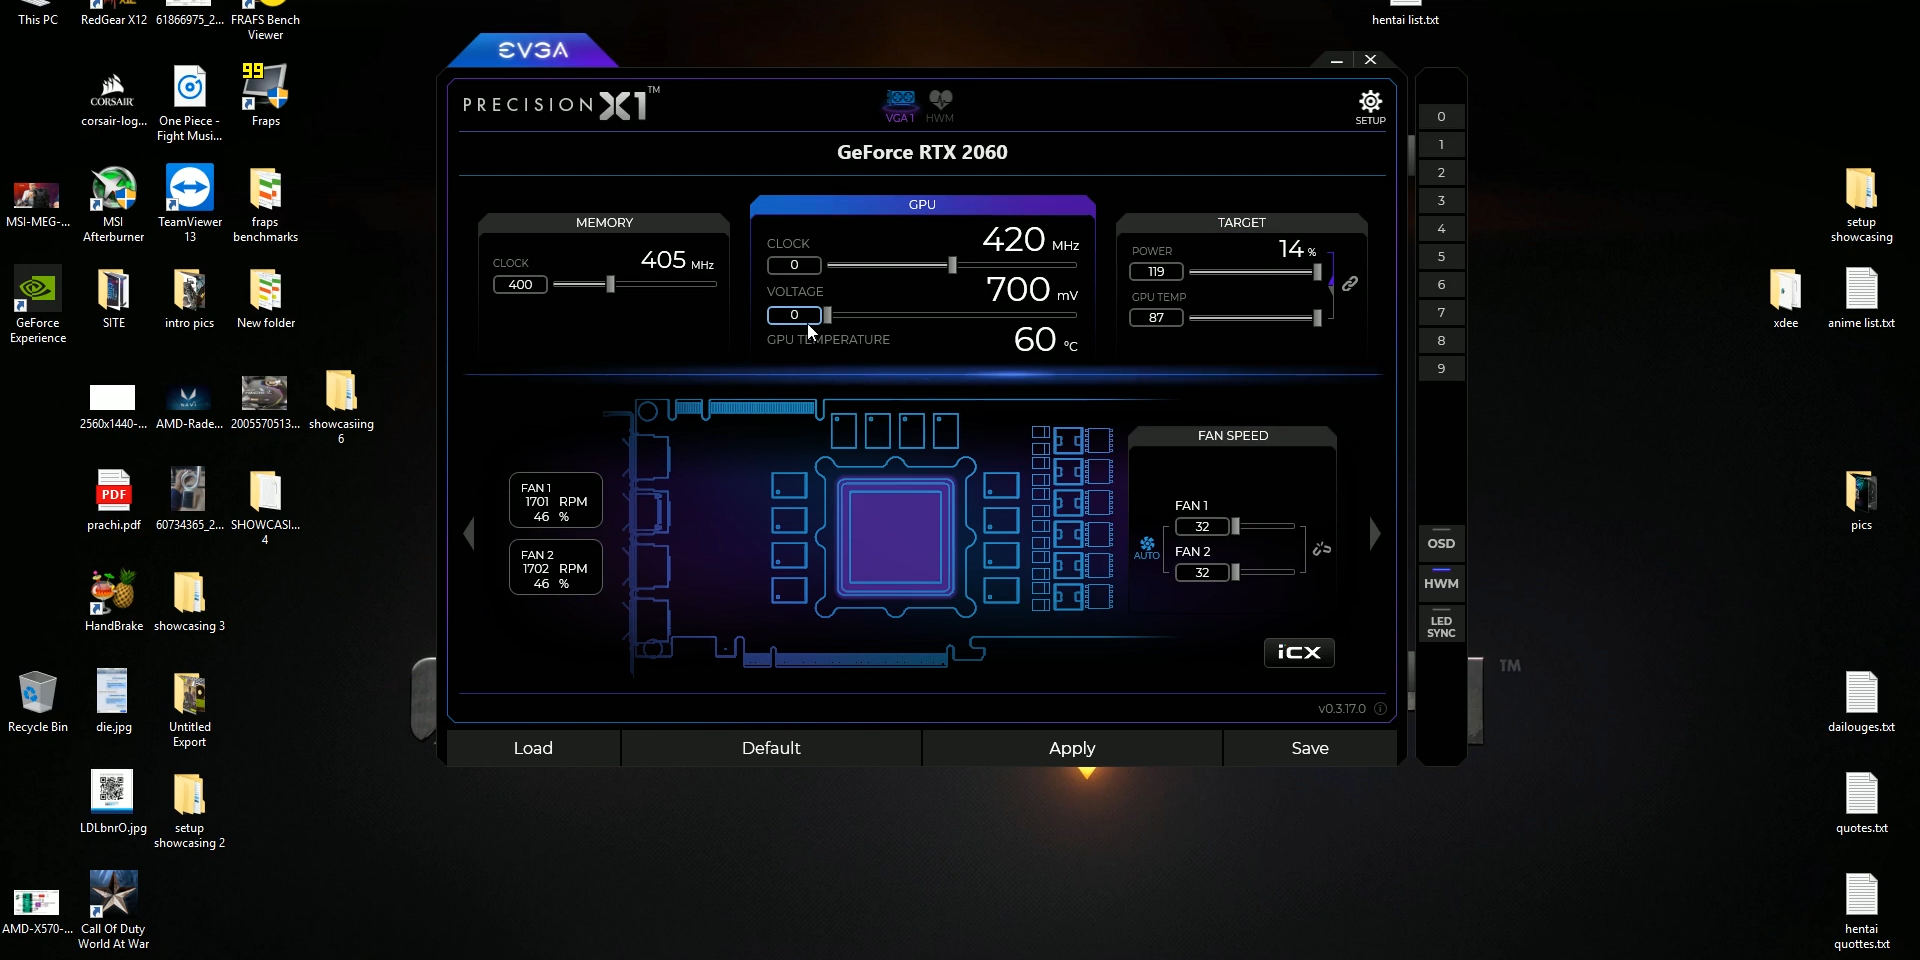 This PC
RedGear X12
61866975_2...
FRAFS Bench
Viewer
hentai list.txt
CORSAIR
corsair-log...
One Piece -
Fight Musi...
99
Fraps
MSI-MEG-...
MSI
Afterburner
TeamViewer
13
fraps
benchmarks
GeForce
Experience
SITE
intro pics
New folder
2560x1440-...
AMD-Rade...
2005570513...
showcasiing
6
PDF
prachi.pdf
60734365_2...
SHOWCASI...
4
HandBrake
showcasing 3
Recycle Bin
die.jpg
Untitled
Export
LDLbnrO.jpg
setup
showcasing 2
AMD-X570-...
Call Of Duty
World At War
EVGA
PRECISION X1™
VGA 1
HWM
SETUP
GeForce RTX 2060
MEMORY
CLOCK
405 MHz
400
GPU
CLOCK
420 MHz
0
VOLTAGE
700 mV
0
GPU TEMPERATURE
60 °C
TARGET
POWER
14 %
119
GPU TEMP
87
FAN 1
1701 RPM
46 %
FAN 2
1702 RPM
46 %
FAN SPEED
FAN 1
32
AUTO
FAN 2
32
iCX
v0.3.17.0
Load
Default
Apply
Save
0
1
2
3
4
5
6
7
8
9
OSD
HWM
LED
SYNC
TM
setup
showcasing
xdee
anime list.txt
pics
dailouges.txt
quotes.txt
hentai
quottes.txt